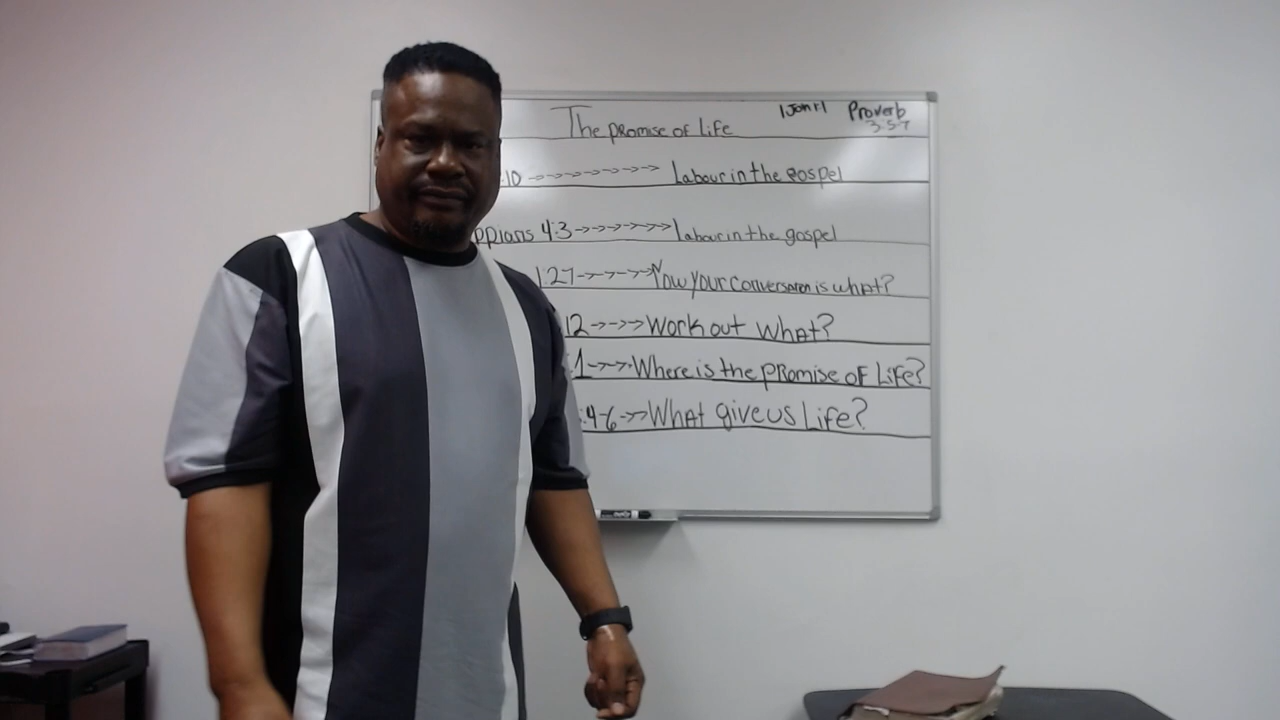 The promise of Life 1John1 Proverb
3:5-7
10 Labour in the gospel
ppians 4:3 Labour in the gospel
1:27 Now your conversation is what?
12 Work out what?
:1 Where is the promise of Life?
:4-6 What give us Life?